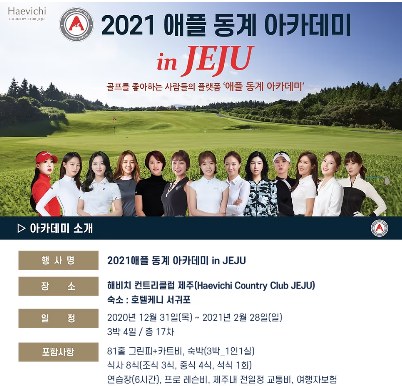 Haevichi
COUNTRY CLUB JEJU
2021 애플 동계 아카데미
in JEJU
골프를 좋아하는 사람들의 플랫폼 '애플 동계 아카데미'
▷ 아카데미 소개
행 사 명
2021애플 동계 아카데미 in JEJU
장 소
해비치 컨트리클럽 제주(Haevichi Country Club JEJU)
숙소 : 호텔케니 서귀포
일 정
2020년 12월 31일(목) ~ 2021년 2월 28일(일)
3박 4일 / 총 17차
포함사항
81홀 그린피+카트비, 숙박(3박_1인1실)
식사 8식(조식 3식, 중식 4식, 석식 1회)
연습장(6시간), 프로 레슨비, 제주내 전일정 교통비, 여행자보험